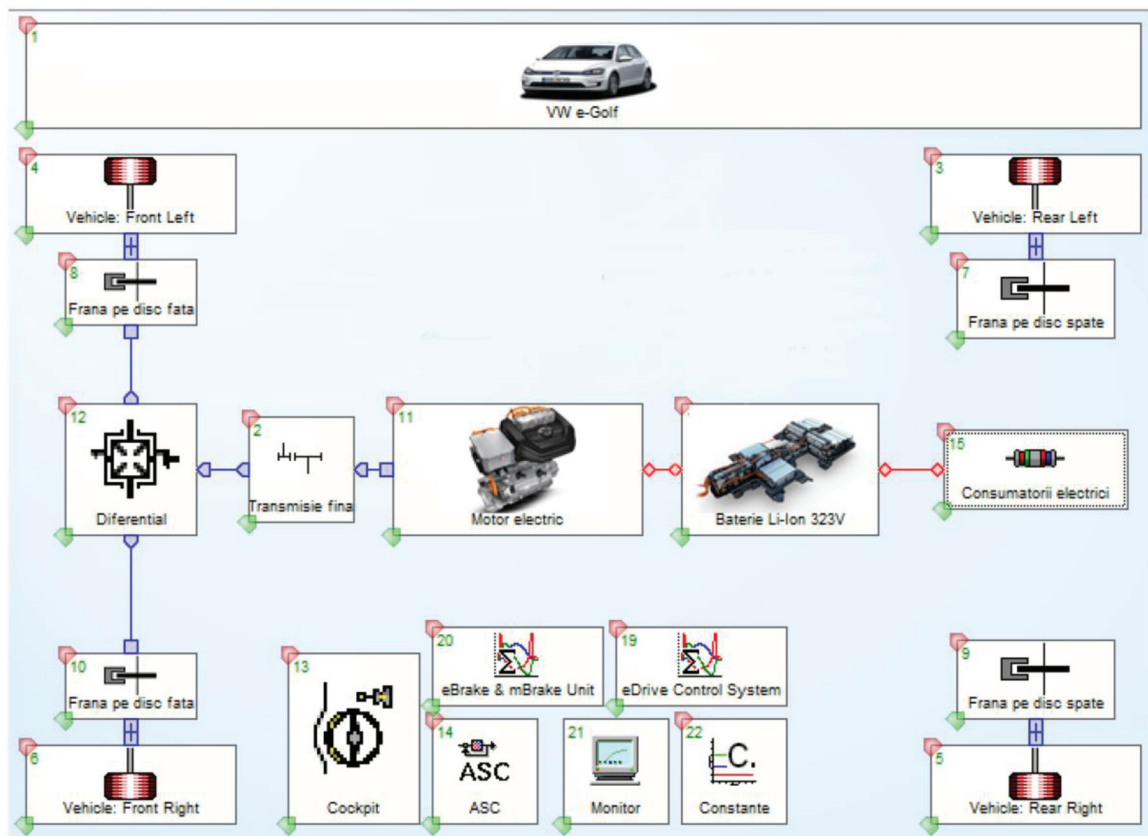 1
VW e-Golf
4
Vehicle: Front Left
3
Vehicle: Rear Left
8
Frana pe disc fata
7
Frana pe disc spate
12
Diferential
2
Transmisie fina
11
Motor electric
Baterie Li-Ion 323V
15
Consumatorii electrici
10
Frana pe disc fata
6
Vehicle: Front Right
13
Cockpit
20
eBrake & mBrake Unit
19
eDrive Control System
14
ASC
ASC
21
Monitor
22
C.
Constante
9
Frana pe disc spate
5
Vehicle: Rear Right